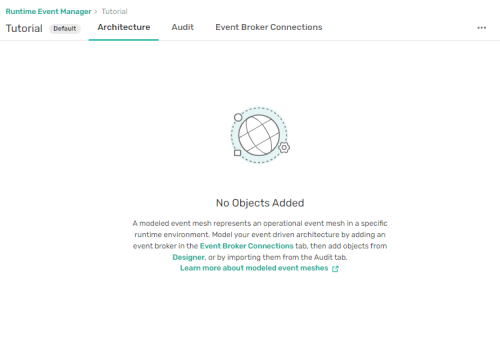 Runtime Event Manager > Tutorial
Tutorial Default Architecture Audit Event Broker Connections
No Objects Added
A modeled event mesh represents an operational event mesh in a specific
runtime environment. Model your event driven architecture by adding an
event broker in the Event Broker Connections tab, then add objects from
Designer, or by importing them from the Audit tab.
Learn more about modeled event meshes